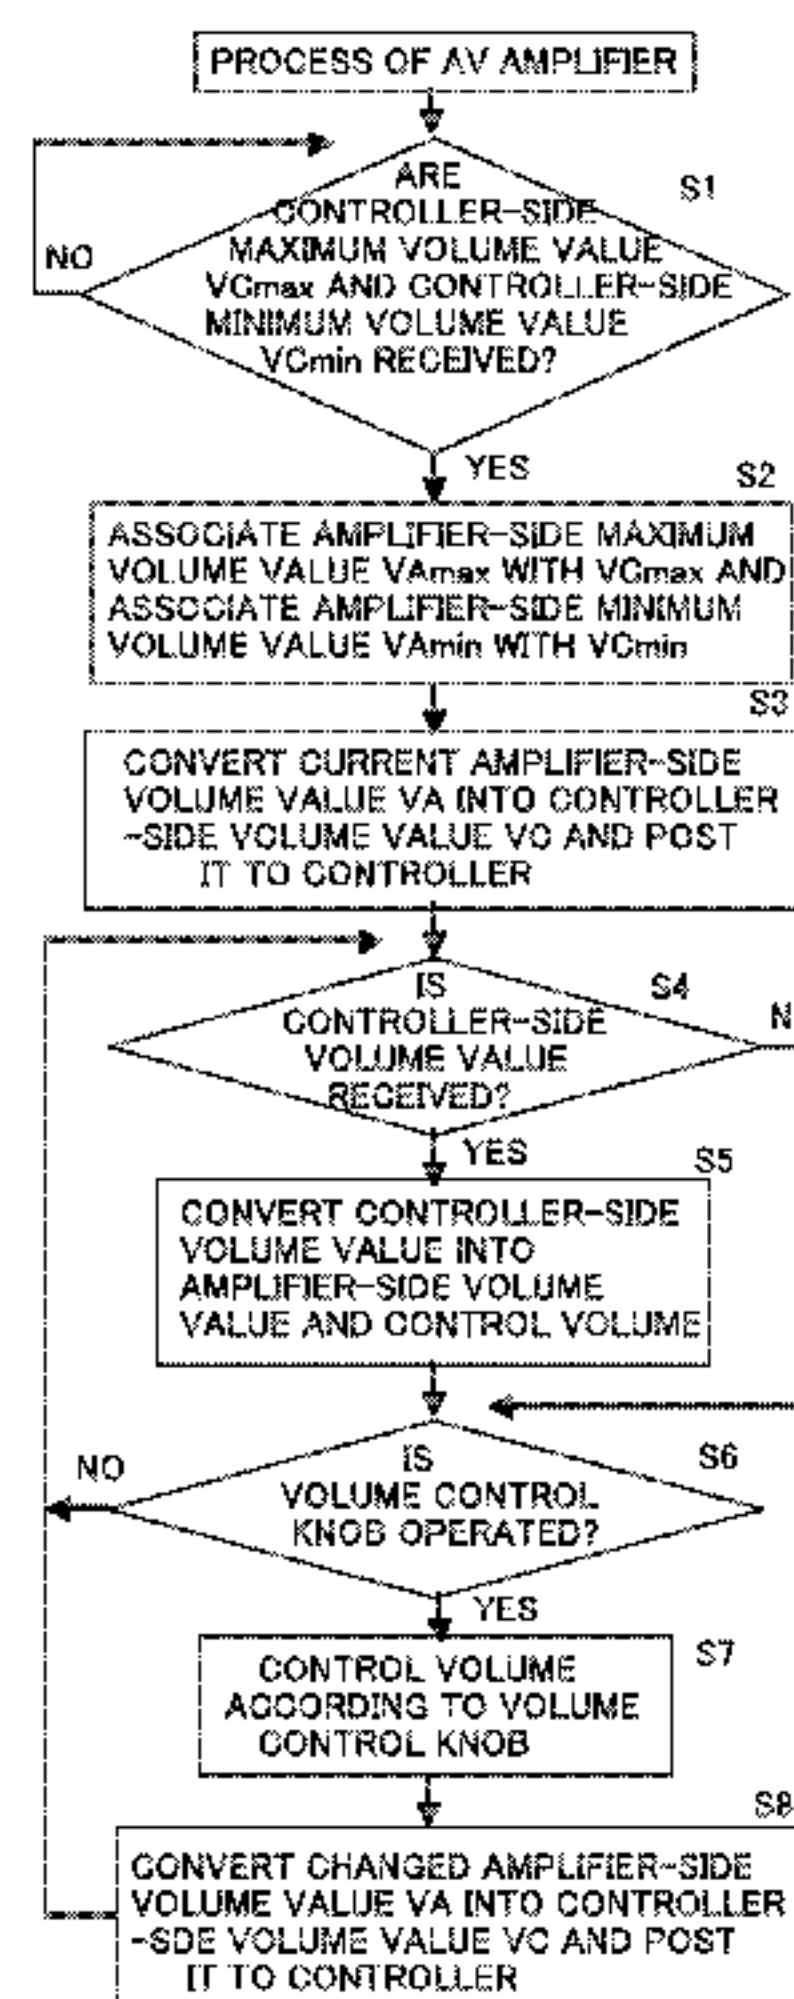 PROCESS OF AV AMPLIFIER
ARE
S1
CONTROLLER-SIDE
MAXIMUM VOLUME VALUE
NO
VCmax AND CONTROLLER-SIDE
MINIMUM VOLUME VALUE
VCmin RECEIVED?
YES
S2
ASSOCIATE AMPLIFIER-SIDE MAXIMUM
VOLUME VALUE VAmax WITH VCmax AND
ASSOCIATE AMPLIFIER-SIDE MINIMUM
VOLUME VALUE VAmin WITH VCmin
S3
CONVERT CURRENT AMPLIFIER-SIDE
VOLUME VALUE VA INTO CONTROLLER
-SIDE VOLUME VALUE VC AND POST
IT TO CONTROLLER
IS
S4
CONTROLLER-SIDE
N
VOLUME VALUE
RECEIVED?
YES
S5
CONVERT CONTROLLER-SIDE
VOLUME VALUE INTO
AMPLIFIER-SIDE VOLUME
VALUE AND CONTROL VOLUME
IS
S6
NO
VOLUME CONTROL
KNOB OPERATED?
YES
S7
CONTROL VOLUME
ACCORDING TO VOLUME
CONTROL KNOB
S8
CONVERT CHANGED AMPLIFIER-SIDE
VOLUME VALUE VA INTO CONTROLLER
-SDE VOLUME VALUE VC AND POST
IT TO CONTROLLER